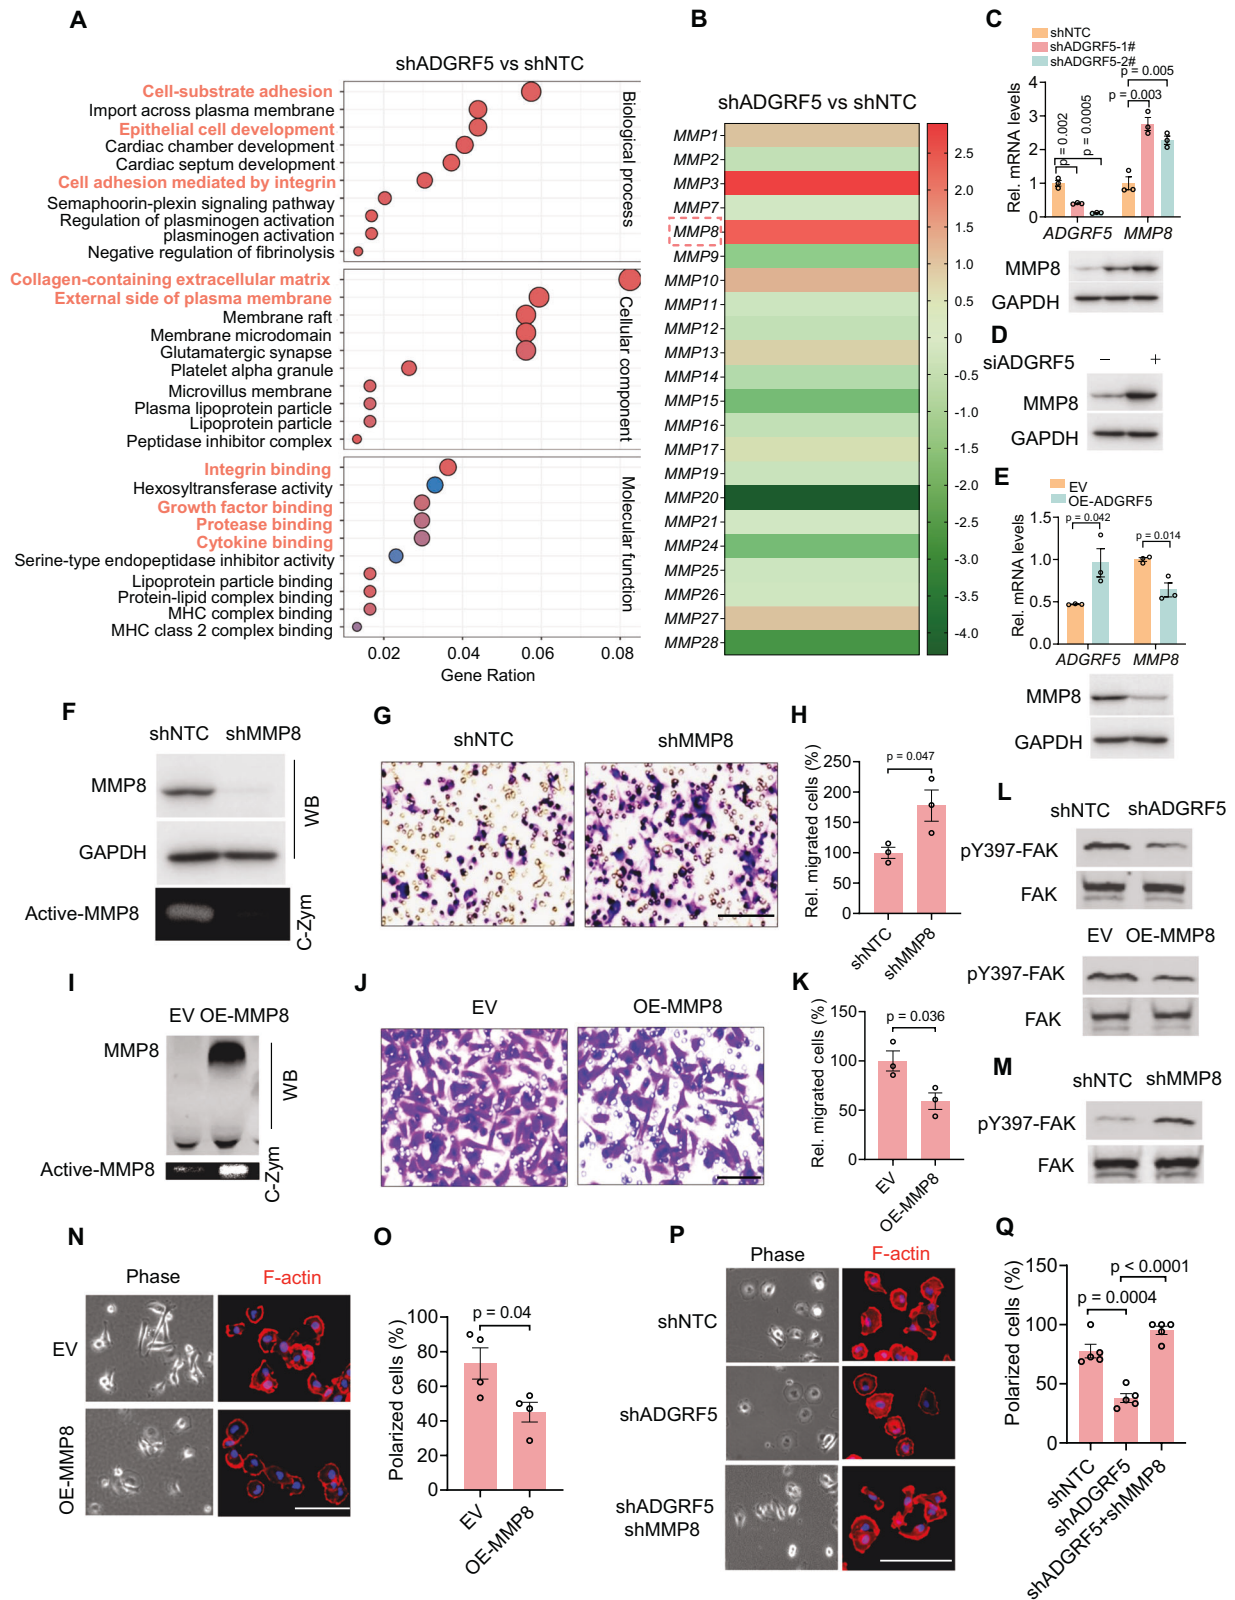 A
shADGRF5 vs shNTC
Cell-substrate adhesion
Import across plasma membrane
Epithelial cell development
Cardiac chamber development
Cardiac septum development
Cell adhesion mediated by integrin
Semaphoorin-plexin signaling pathway
Regulation of plasminogen activation
plasminogen activation
Negative regulation of fibrinolysis
Biological process
Collagen-containing extracellular matrix
External side of plasma membrane
Membrane raft
Membrane microdomain
Glutamatergic synapse
Platelet alpha granule
Microvillus membrane
Plasma lipoprotein particle
Lipoprotein particle
Peptidase inhibitor complex
Cellular component
Integrin binding
Hexosyltransferase activity
Growth factor binding
Protease binding
Cytokine binding
Serine-type endopeptidase inhibitor activity
Lipoprotein particle binding
Protein-lipid complex binding
MHC complex binding
MHC class 2 complex binding
Molecular function
0.02 0.04 0.06 0.08
Gene Ration
B
shADGRF5 vs shNTC
MMP1
MMP2
MMP3
MMP7
MMP8
MMP9
MMP10
MMP11
MMP12
MMP13
MMP14
MMP15
MMP16
MMP17
MMP19
MMP20
MMP21
MMP24
MMP25
MMP26
MMP27
MMP28
2.5
2.0
1.5
1.0
0.5
0
-0.5
-1.0
-1.5
-2.0
-2.5
-3.0
-3.5
-4.0
C
shNTC
shADGRF5-1#
shADGRF5-2#
p = 0.005
p = 0.003
p = 0.002
p = 0.0005
Rel. mRNA levels
4
3
2
1
0
ADGRF5 MMP8
MMP8
GAPDH
D
siADGRF5 − +
MMP8
GAPDH
E
EV
OE-ADGRF5
p = 0.042
p = 0.014
Rel. mRNA levels
1.5
1.0
0.5
0.0
ADGRF5 MMP8
MMP8
GAPDH
F
shNTC shMMP8
MMP8
GAPDH
WB
Active-MMP8
C-Zym
G
shNTC shMMP8
H
p = 0.047
Rel. migrated cells (%)
250
200
150
100
50
0
shNTC
shMMP8
I
EV OE-MMP8
MMP8
WB
Active-MMP8
C-Zym
J
EV OE-MMP8
K
p = 0.036
Rel. migrated cells (%)
150
100
50
0
EV
OE-MMP8
L
shNTC shADGRF5
pY397-FAK
FAK
EV OE-MMP8
pY397-FAK
FAK
M
shNTC shMMP8
pY397-FAK
FAK
N
Phase F-actin
EV
OE-MMP8
O
p = 0.04
Polarized cells (%)
100
80
60
40
20
0
EV
OE-MMP8
P
Phase F-actin
shNTC
shADGRF5
shADGRF5
shMMP8
Q
p < 0.0001
p = 0.0004
Polarized cells (%)
150
100
50
0
shNTC
shADGRF5
shADGRF5+shMMP8